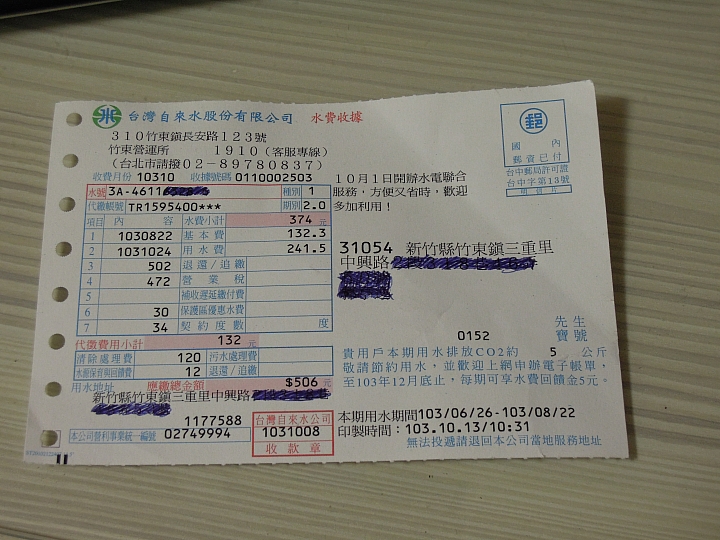 台灣自來水股份有限公司 水費收據
310竹東鎮長安路123號
竹東營運所 1910(客服專線)
(台北市請撥02-89780837)
收費月份 10310 收據號碼 0110002503
水號 3A-4611 種別 1
代繳帳號 TR1595400*** 期別 2.0
項目 內容 水費小計 374 元
1 1030822 基本費 132.3
2 1031024 用水費 241.5
3 502 退還/追繳
4 472 營業稅
5 補收遲延繳付費
6 30 保護區優惠水費
7 34 契約度數 度
代徵費用小計 132 元
清除處理費 120 污水處理費
水源保育與回饋費 12 退還/追繳
用水地址 應繳總金額 $506 元
新竹縣竹東鎮三重里中興路
1177588
本公司營利事業統一編號 02749994
台灣自來水公司
1031008
收款章
郵
國內
郵資已付
台中郵局許可證
台中字第13號
明信片
10月1日開辦水電聯合
服務,方便又省時,歡迎
多加利用!
31054 新竹縣竹東鎮三重里
中興路
先生
0152 寶號
貴用戶本期用水排放CO2約 5 公斤
敬請節約用水,並歡迎上網申辦電子帳單,
至103年12月底止,每期可享水費回饋金5元。
本期用水期間103/06/26-103/08/22
印製時間:103.10.13/10:31
無法投遞請退回本公司當地服務地址